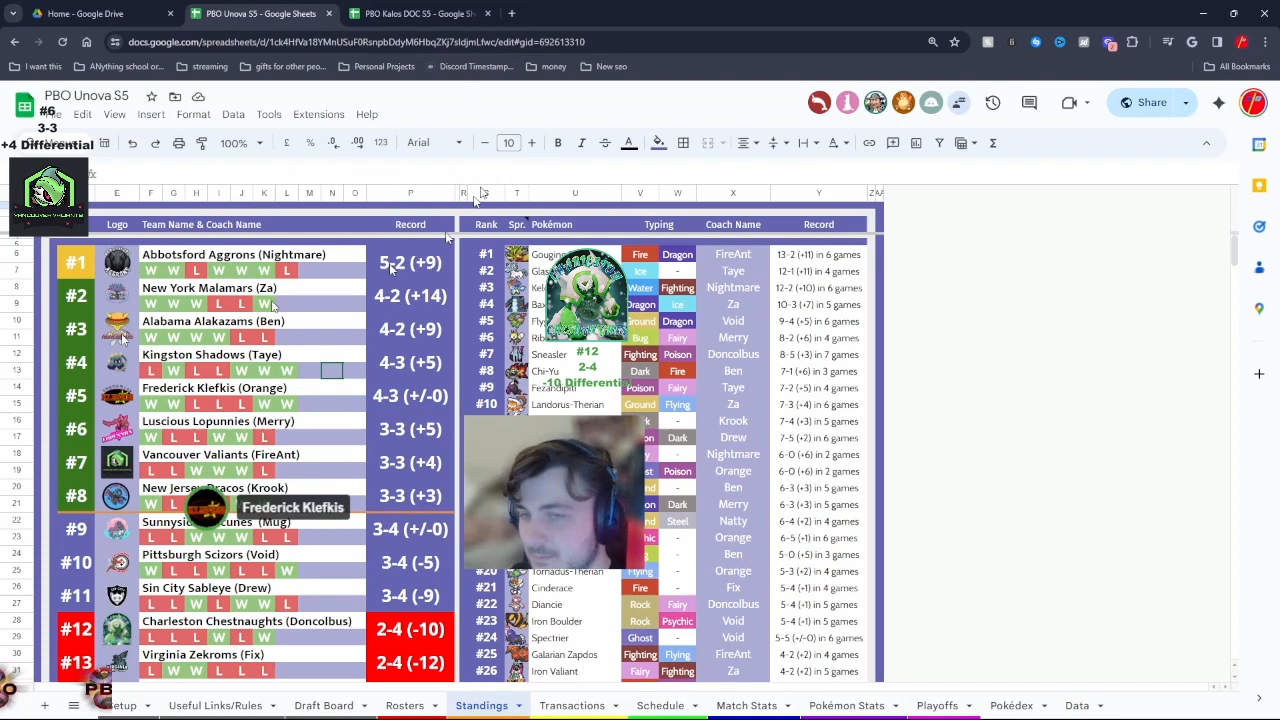 Home - Google Drive
PBO Unova S5 - Google Sheets
PBO Kalos DOC S5 - Google Sh
docs.google.com/spreadsheets/d/1ck4HfVa18YMnUSuF0RsnpbDdyM6HbqZKj7sIdjmLfwc/edit#gid=692613310
I want this
ANything school or...
streaming
gifts for other peo...
Personal Projects
Discord Timestamp...
money
New seo
All Bookmarks
PBO Unova S5
File Edit View Insert Format Data Tools Extensions Help
Share
#6
3-3
+4 Differential
100% £ % .0 .00 123 Arial 10
E F G H I J K L M N O P R S T U V W X Y Z AA
Logo Team Name & Coach Name Record
#1 Abbotsford Aggrons (Nightmare) 5-2 (+9)
W W L W W W L
#2 New York Malamars (Za) 4-2 (+14)
W W W L L W
#3 Alabama Alakazams (Ben) 4-2 (+9)
W W W W L L
#4 Kingston Shadows (Taye) 4-3 (+5)
L W L L W W W
#5 Frederick Klefkis (Orange) 4-3 (+/-0)
W W L L L W W
#6 Luscious Lopunnies (Merry) 3-3 (+5)
W L L W W L
#7 Vancouver Valiants (FireAnt) 3-3 (+4)
L L W W W L
#8 New Jersey Dracos (Krook) 3-3 (+3)
W L
Frederick Klefkis
#9 Sunnysid tunes (Mug) 3-4 (+/-0)
#10 Pittsburgh Scizors (Void) 3-4 (-5)
W L L W L L W
#11 Sin City Sableye (Drew) 3-4 (-9)
L L W L W W L
#12 Charleston Chestnaughts (Doncolbus) 2-4 (-10)
L L L W L W
#13 Virginia Zekroms (Fix) 2-4 (-12)
L W W L L L
Rank Spr. Pokémon Typing Coach Name Record
#1 Gouging Fire Dragon FireAnt 13-2 (+11) in 6 games
#2 Glas Ice - Taye 12-1 (+11) in 4 games
#3 Kel Water Fighting Nightmare 12-2 (+10) in 6 games
#4 Bax Dragon Ice Za 10-3 (+7) in 5 games
#5 Fly Ground Dragon Void 9-4 (+5) in 6 games
#6 Rib Bug Fairy Merry 8-2 (+6) in 4 games
#7 Sneasler Fighting Poison Doncolbus 8-5 (+3) in 7 games
#8 Chi-Yu Dark Fire Ben 7-1 (+6) in 3 games
#9 Fezandipiti Poison Fairy Taye 7-2 (+5) in 4 games
#10 Landorus-Therian Ground Flying Za 7-3 (+4) in 5 games
#12
2-4
10 Differential
Krook 7-4 (+3) in 5 games
Dark Drew 7-5 (+2) in 6 games
Nightmare 6-0 (+6) in 2 games
Poison Orange 6-0 (+6) in 2 games
Ben 6-3 (+3) in 5 games
Dark Merry 6-3 (+3) in 5 games
Steel Natty 6-4 (+2) in 4 games
Orange 6-5 (+1) in 6 games
Ben 5-0 (+5) in 3 games
#20 Tornadus-Therian Flying - Orange 5-3 (+2) in 4 games
#21 Cinderace Fire - Fix 5-4 (+1) in 4 games
#22 Diancie Rock Fairy Doncolbus 5-4 (+1) in 5 games
#23 Iron Boulder Rock Psychic Void 5-4 (+1) in 5 games
#24 Spectrier Ghost - Void 5-5 (+/-0) in 6 games
#25 Galarian Zapdos Fighting Flying FireAnt 4-2 (+2) in 4 games
#26 Iron Valiant Fairy Fighting Za 4-2 (+2) in 4 games
Setup Useful Links/Rules Draft Board Rosters Standings Transactions Schedule Match Stats Pokémon Stats Playoffs Pokédex Data